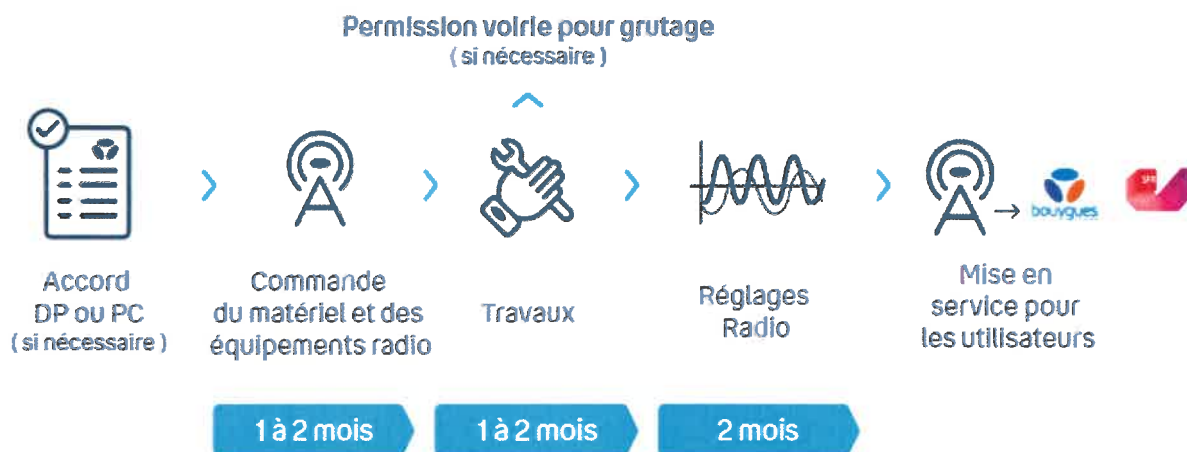 Permission voirie pour grutage
( si nécessaire )
Accord
DP ou PC
( si nécessaire )
Commande
du matériel et des
équipements radio
Travaux
Réglages
Radio
bouygues
SFR
Mise en
service pour
les utilisateurs
1 à 2 mois
1 à 2 mois
2 mois